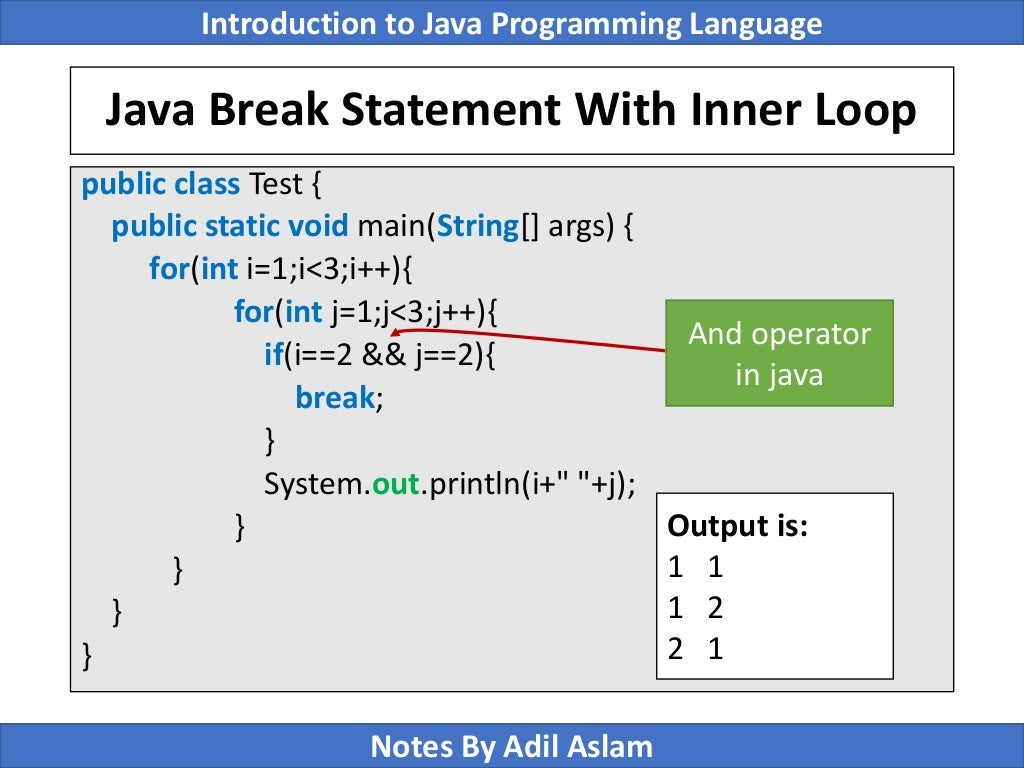 Introduction to Java Programming Language
Java Break Statement With Inner Loop
public class Test {
public static void main(String[] args) {
for(int i=1;i<3;i++){
for(int j=1;j<3;j++){
if(i==2 && j==2){
break;
}
System.out.println(i+" "+j);
}
}
}
}
And operator
in java
Output is:
1 1
1 2
2 1
Notes By Adil Aslam